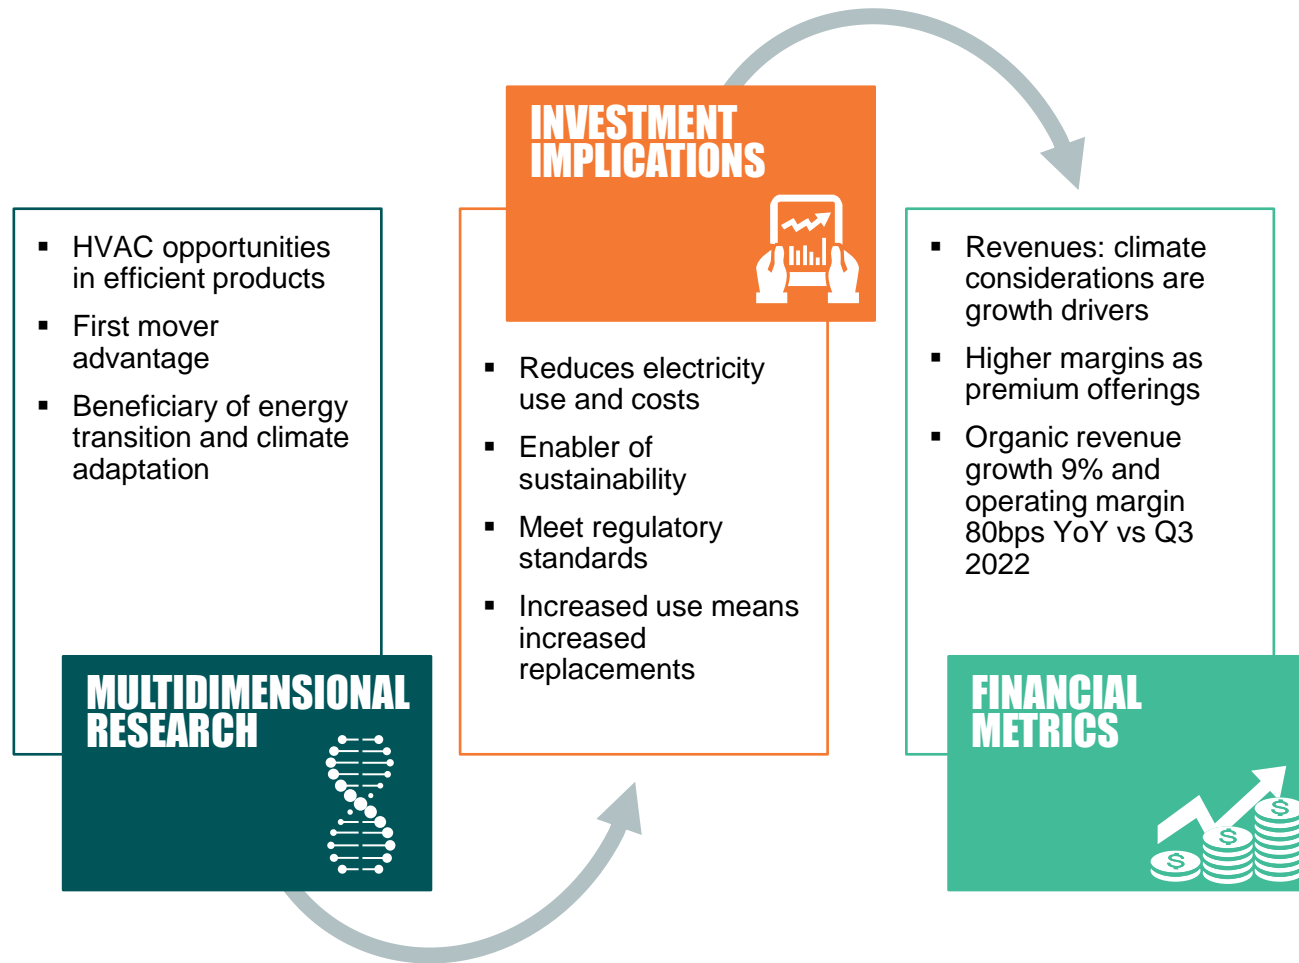 ▪ HVAC opportunities
in efficient products
▪ First mover
advantage
▪ Beneficiary of energy
transition and climate
adaptation
MULTIDIMENSIONAL
RESEARCH
INVESTMENT
IMPLICATIONS
▪ Reduces electricity
use and costs
▪ Enabler of
sustainability
▪ Meet regulatory
standards
▪ Increased use means
increased
replacements
▪ Revenues: climate
considerations are
growth drivers
▪ Higher margins as
premium offerings
▪ Organic revenue
growth 9% and
operating margin
80bps YoY vs Q3
2022
FINANCIAL
METRICS
$
$
$